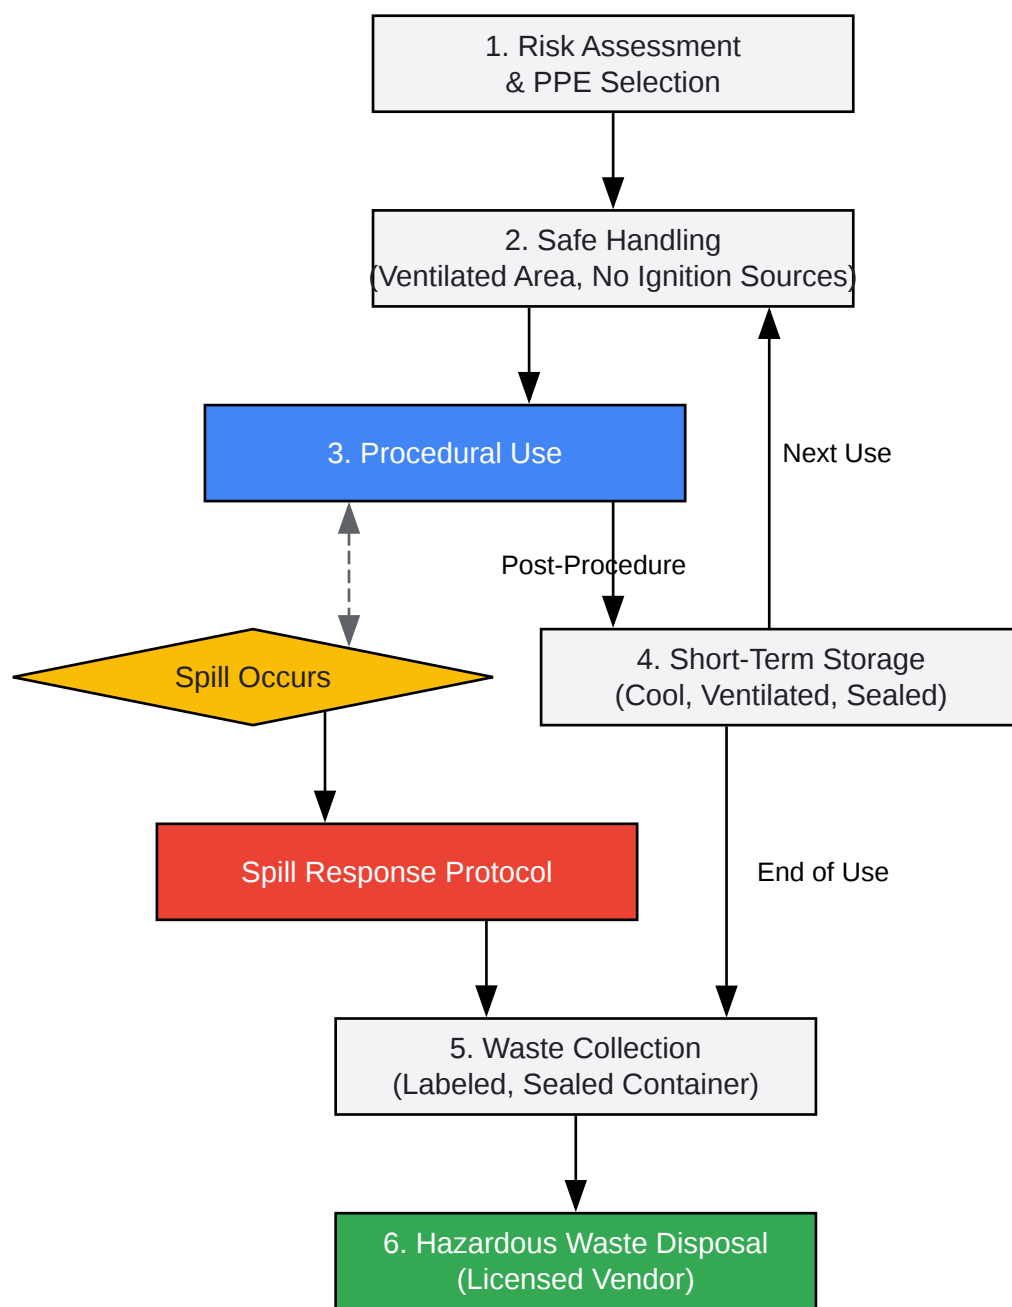 1. Risk Assessment
& PPE Selection
2. Safe Handling
(Ventilated Area, No Ignition Sources)
3. Procedural Use
Next Use
Post-Procedure
Spill Occurs
4. Short-Term Storage
(Cool, Ventilated, Sealed)
Spill Response Protocol
End of Use
5. Waste Collection
(Labeled, Sealed Container)
6. Hazardous Waste Disposal
(Licensed Vendor)